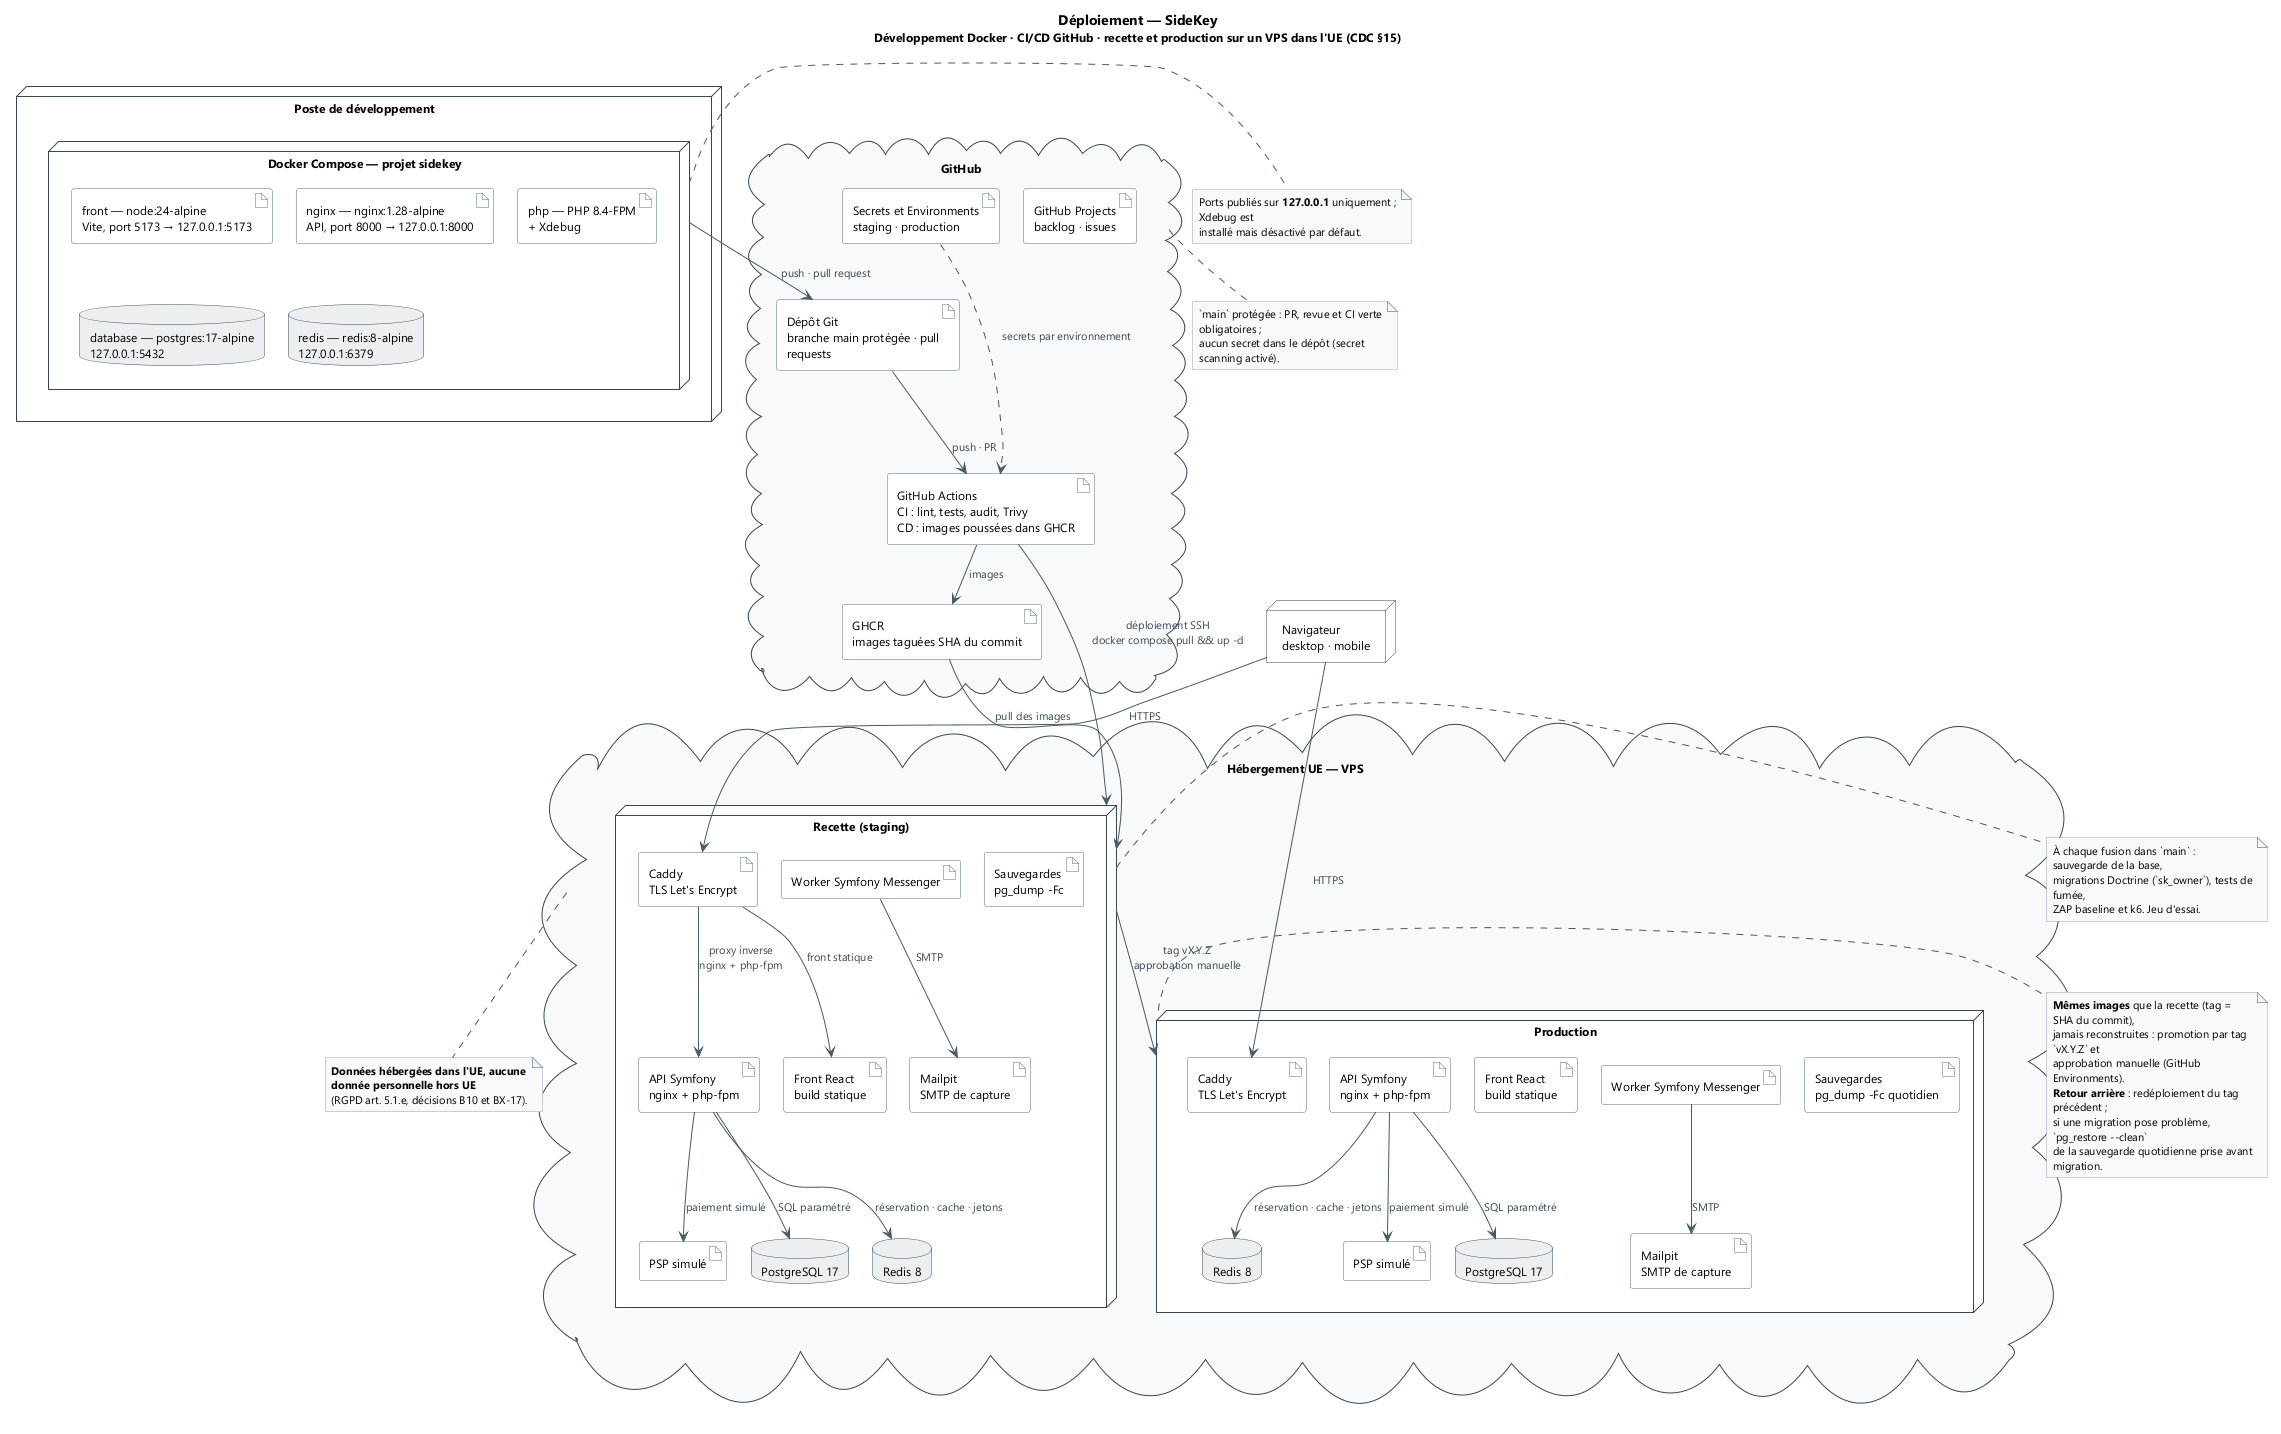 Déploiement — SideKey
Développement Docker · CI/CD GitHub · recette et production sur un VPS dans l'UE (CDC §15)
Poste de développement
Docker Compose — projet sidekey
front — node:24-alpine
Vite, port 5173 → 127.0.0.1:5173
nginx — nginx:1.28-alpine
API, port 8000 → 127.0.0.1:8000
php — PHP 8.4-FPM
+ Xdebug
database — postgres:17-alpine
127.0.0.1:5432
redis — redis:8-alpine
127.0.0.1:6379
GitHub
Secrets et Environments
staging · production
GitHub Projects
backlog · issues
Ports publiés sur 127.0.0.1 uniquement ;
Xdebug est
installé mais désactivé par défaut.
push · pull request
Dépôt Git
branche main protégée · pull
requests
secrets par environnement
`main` protégée : PR, revue et CI verte
obligatoires ;
aucun secret dans le dépôt (secret
scanning activé).
push · PR
GitHub Actions
CI : lint, tests, audit, Trivy
CD : images poussées dans GHCR
images
GHCR
images taguées SHA du commit
déploiement SSH
docker compose pull && up -d
Navigateur
desktop · mobile
pull des images
HTTPS
Hébergement UE — VPS
Recette (staging)
Caddy
TLS Let's Encrypt
Worker Symfony Messenger
Sauvegardes
pg_dump -Fc
HTTPS
À chaque fusion dans `main` :
sauvegarde de la base,
migrations Doctrine (`sk_owner`), tests de
fumée,
ZAP baseline et k6. Jeu d'essai.
proxy inverse
nginx + php-fpm
front statique
SMTP
tag vX.Y.Z
approbation manuelle
Données hébergées dans l'UE, aucune
donnée personnelle hors UE
(RGPD art. 5.1.e, décisions B10 et BX-17).
API Symfony
nginx + php-fpm
Front React
build statique
Mailpit
SMTP de capture
Production
Caddy
TLS Let's Encrypt
API Symfony
nginx + php-fpm
Front React
build statique
Worker Symfony Messenger
Sauvegardes
pg_dump -Fc quotidien
Mêmes images que la recette (tag =
SHA du commit),
jamais reconstruites : promotion par tag
`vX.Y.Z` et
approbation manuelle (GitHub
Environments).
Retour arrière : redéploiement du tag
précédent ;
si une migration pose problème,
`pg_restore --clean`
de la sauvegarde quotidienne prise avant
migration.
paiement simulé
SQL paramétré
réservation · cache · jetons
PSP simulé
PostgreSQL 17
Redis 8
réservation · cache · jetons
paiement simulé
SQL paramétré
SMTP
Redis 8
PSP simulé
PostgreSQL 17
Mailpit
SMTP de capture